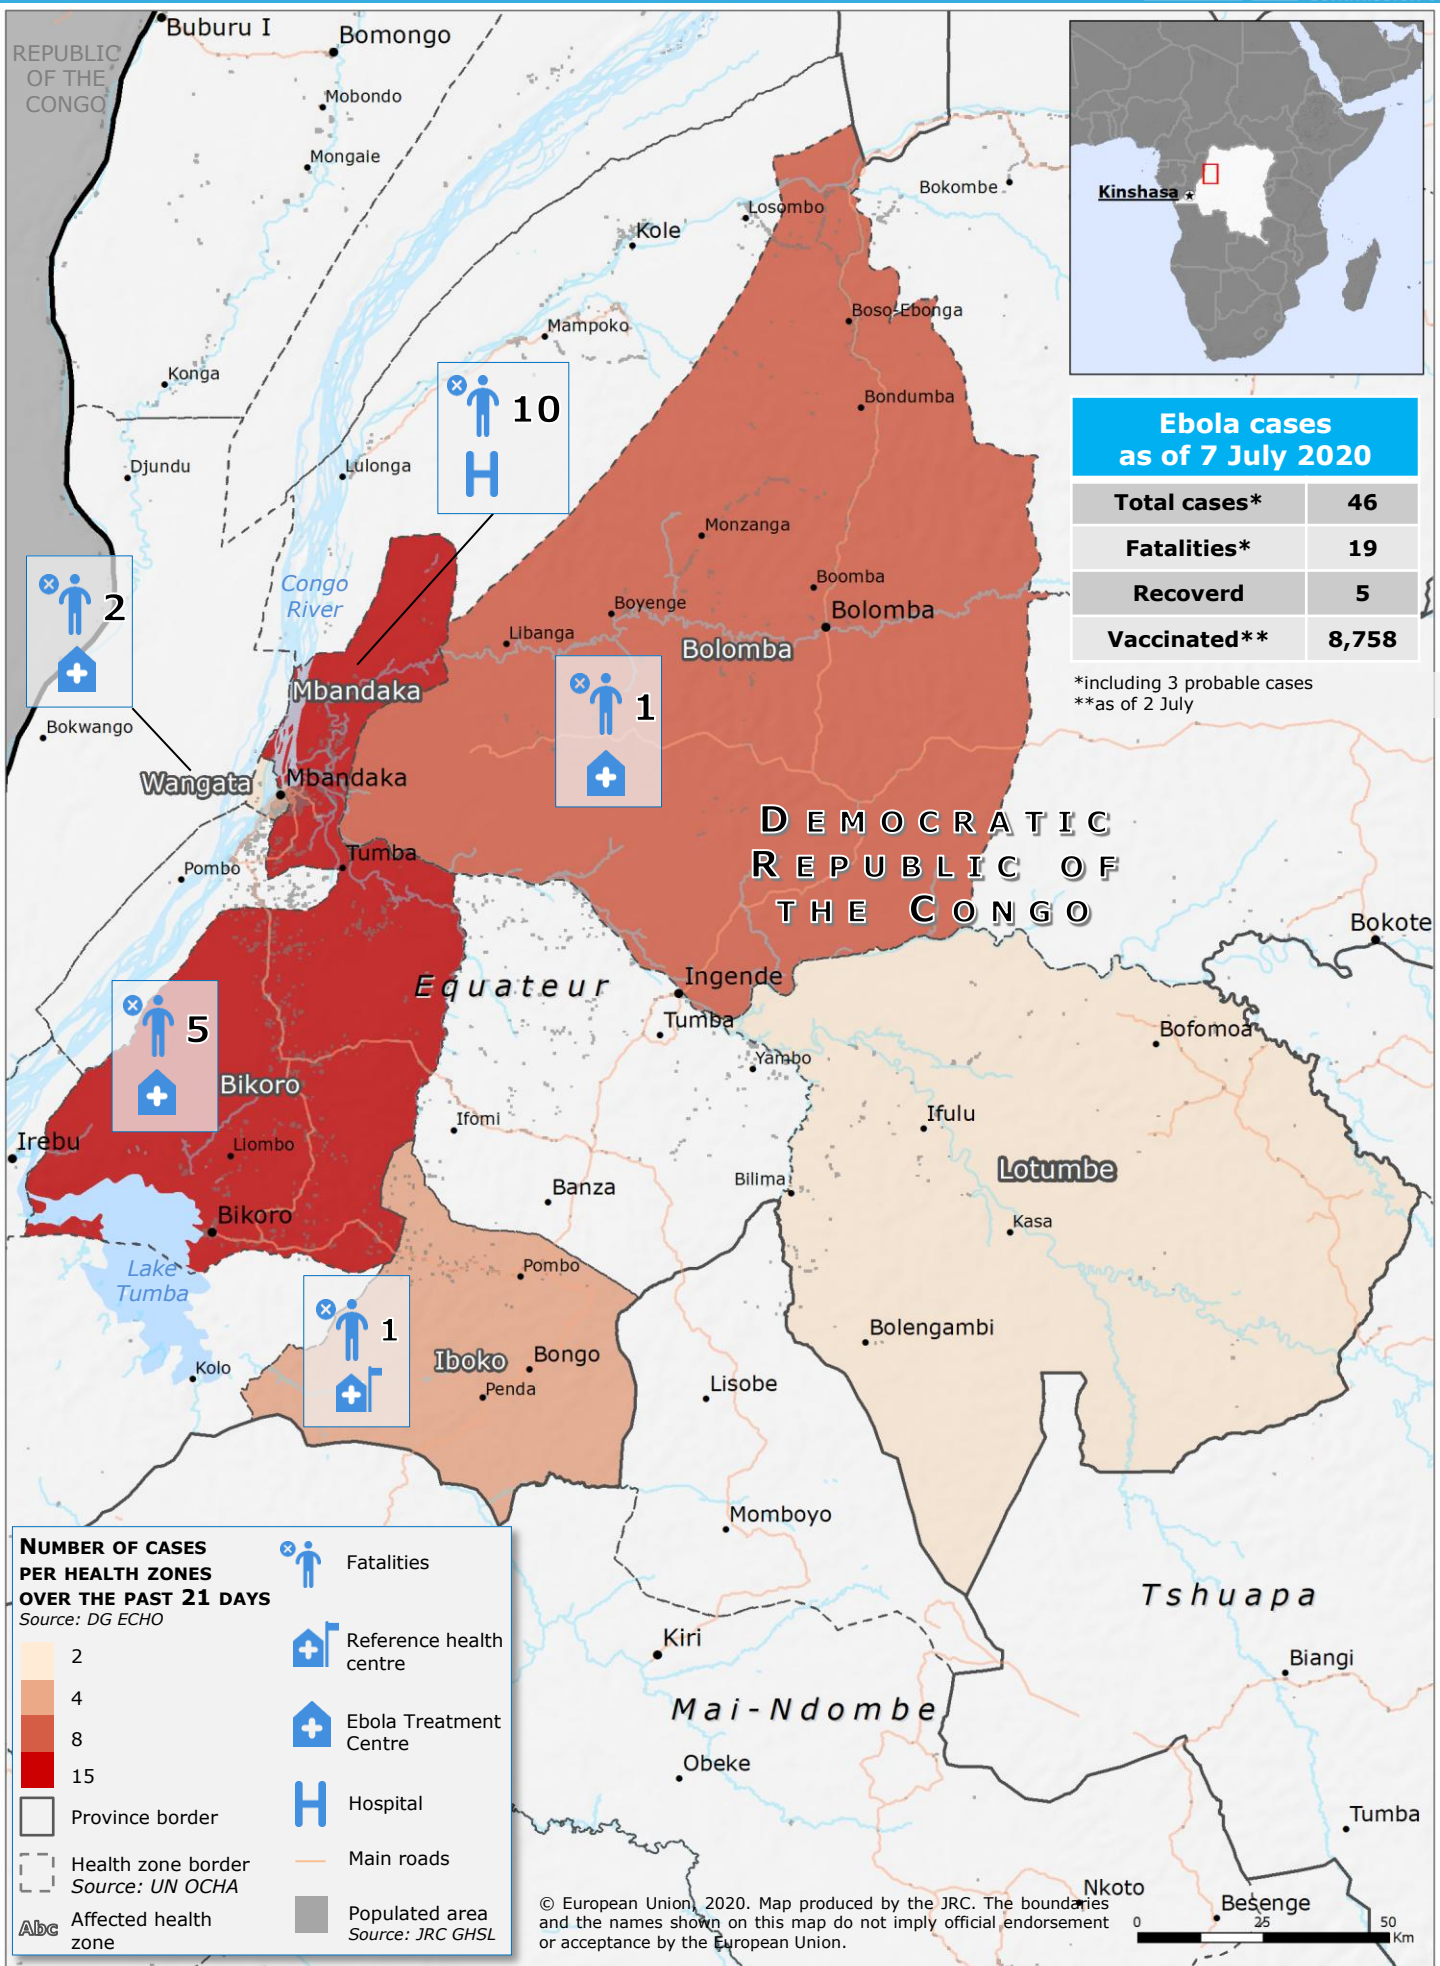 REPUBLIC
OF THE
CONGO
Buburu I
Bomongo
Mobondo
Mongale
Bokombe
Losombo
Kole
Kinshasa
Boso-Ebonga
Mampoko
Konga
Bondumba
10
Djundu
Lulonga
Monzanga
Ebola cases
as of 7 July 2020
Total cases* 46
Fatalities* 19
Recoverd 5
Vaccinated** 8,758
*including 3 probable cases
**as of 2 July
Congo
River
2
Boomba
Boyenge
Bolomba
Libanga
Bolomba
Mbandaka
1
Bokwango
Wangata
Mbandaka
DEMOCRATIC
REPUBLIC OF
THE CONGO
Tumba
Pombo
Bokote
Equateur
Ingende
Tumba
5
Bofomoa
Yambo
Bikoro
Ifomi
Ifulu
Irebu
Liombo
Lotumbe
Banza
Bilima
Bikoro
Kasa
Lake
Tumba
Pombo
1
Bolengambi
Iboko
Bongo
Kolo
Penda
Lisobe
Momboyo
NUMBER OF CASES
PER HEALTH ZONES
OVER THE PAST 21 DAYS
Source: DG ECHO
2
4
8
15
Province border
Health zone border
Source: UN OCHA
Abc
Affected health
zone
Fatalities
Reference health
centre
Ebola Treatment
Centre
H
Hospital
Main roads
Populated area
Source: JRC GHSL
Tshuapa
Kiri
Biangi
Mai-Ndombe
Obeke
Tumba
Nkoto
Besenge
© European Union, 2020. Map produced by the JRC. The boundaries
and the names shown on this map do not imply official endorsement
or acceptance by the European Union.
0 25 50
Km